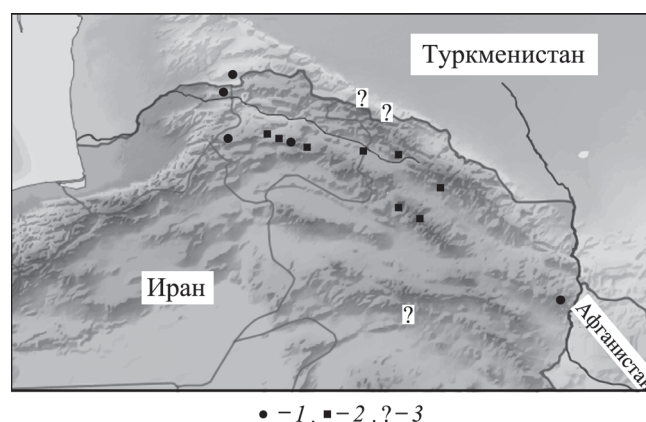 Туркменистан
?
?
Иран
?
Афганистан
● – 1 . ■ – 2 . ? – 3